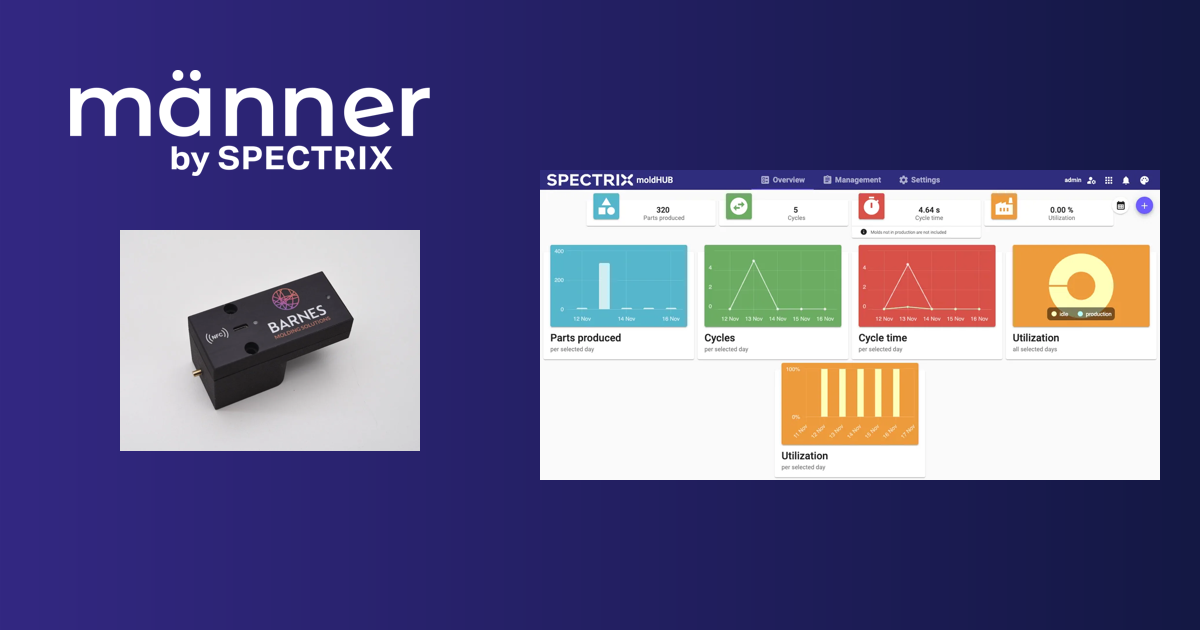 männer
by SPECTRIX
(NFC)
BARNES
MOLDING SOLUTIONS
SPECTRIX moldHUB
Overview
Management
Settings
admin
320
Parts produced
5
Cycles
4.64 s
Cycle time
Molds not in production are not included
0.00 %
Utilization
400
200
0
12 Nov
14 Nov
16 Nov
Parts produced
per selected day
4
2
0
12 Nov 13 Nov 14 Nov 15 Nov 16 Nov
Cycles
per selected day
4
2
0
12 Nov 13 Nov 14 Nov 15 Nov 16 Nov
Cycle time
per selected day
idle
production
Utilization
all selected days
100%
0%
11 Nov 12 Nov 13 Nov 14 Nov 15 Nov 16 Nov 17 Nov
Utilization
per selected day